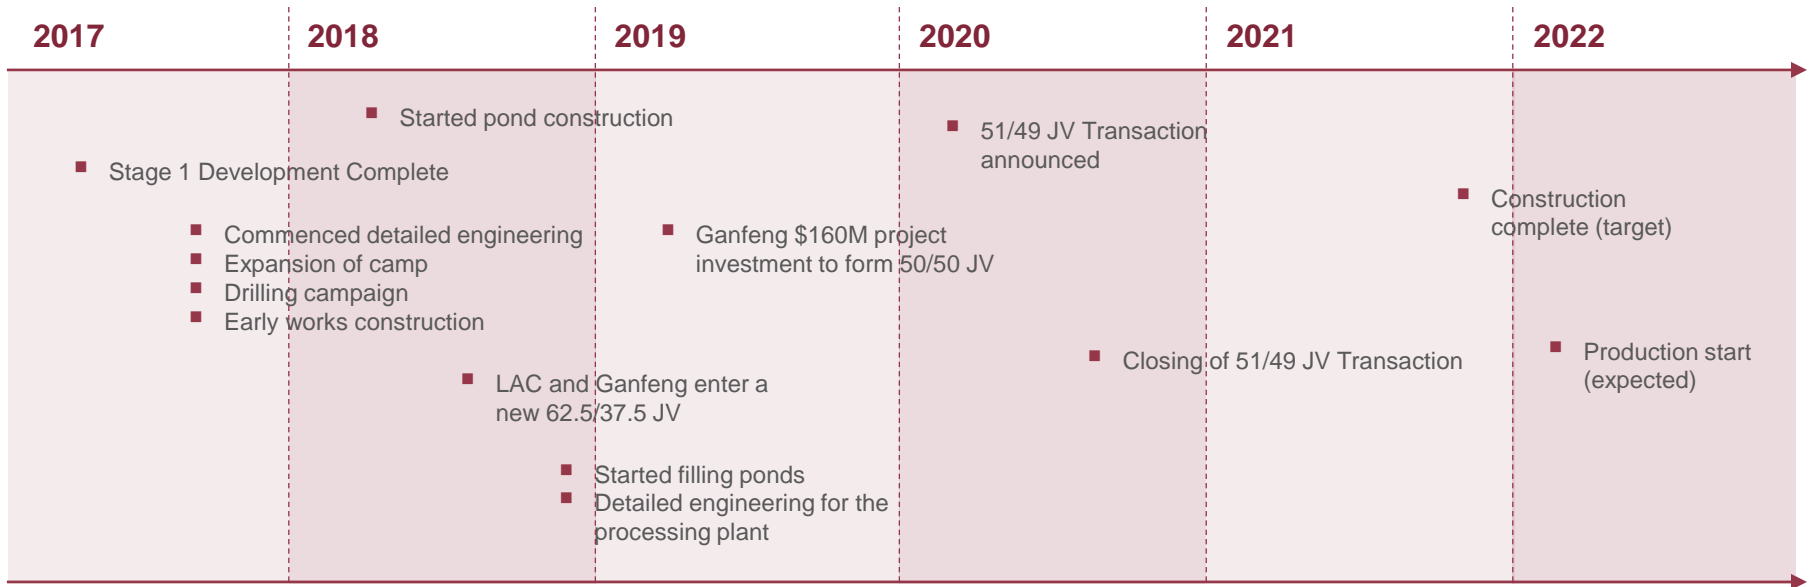 2017
2018
2019
2020
2021
2022
Started pond construction
51/49 JV Transaction
announced
Stage 1 Development Complete
Construction
complete (target)
Commenced detailed engineering
Expansion of camp
Drilling campaign
Early works construction
Ganfeng $160M project
investment to form 50/50 JV
Closing of 51/49 JV Transaction
Production start
(expected)
LAC and Ganfeng enter a
new 62.5/37.5 JV
Started filling ponds
Detailed engineering for the
processing plant